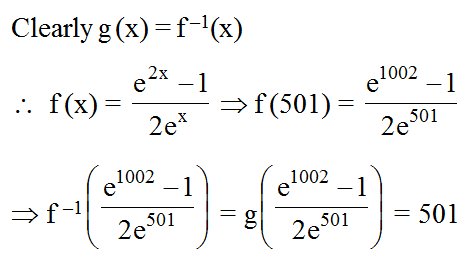 Clearly g(x) = f⁻¹(x)
∴ f(x) = (e^{2x} − 1)/(2e^{x}) ⇒ f(501) = (e^{1002} − 1)/(2e^{501})
⇒ f⁻¹((e^{1002} − 1)/(2e^{501})) = g((e^{1002} − 1)/(2e^{501})) = 501